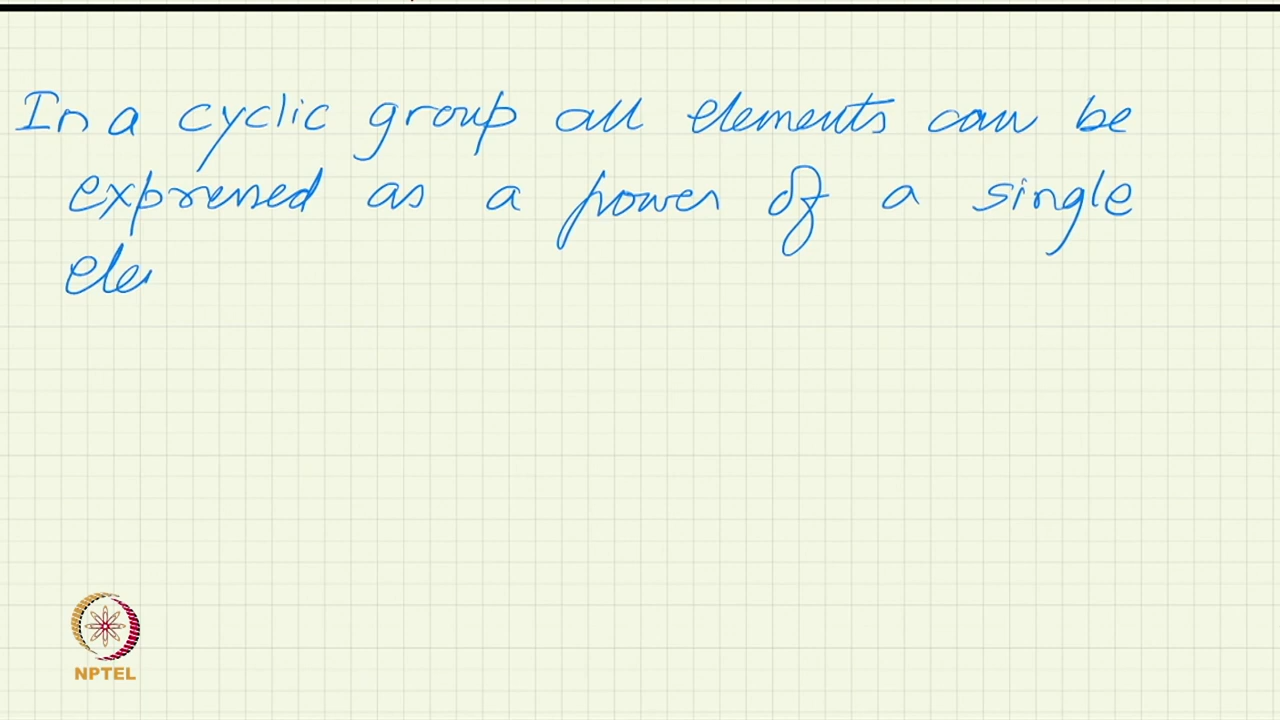 In a cyclic group all elements can be
expressed as a power of a single
ele
NPTEL